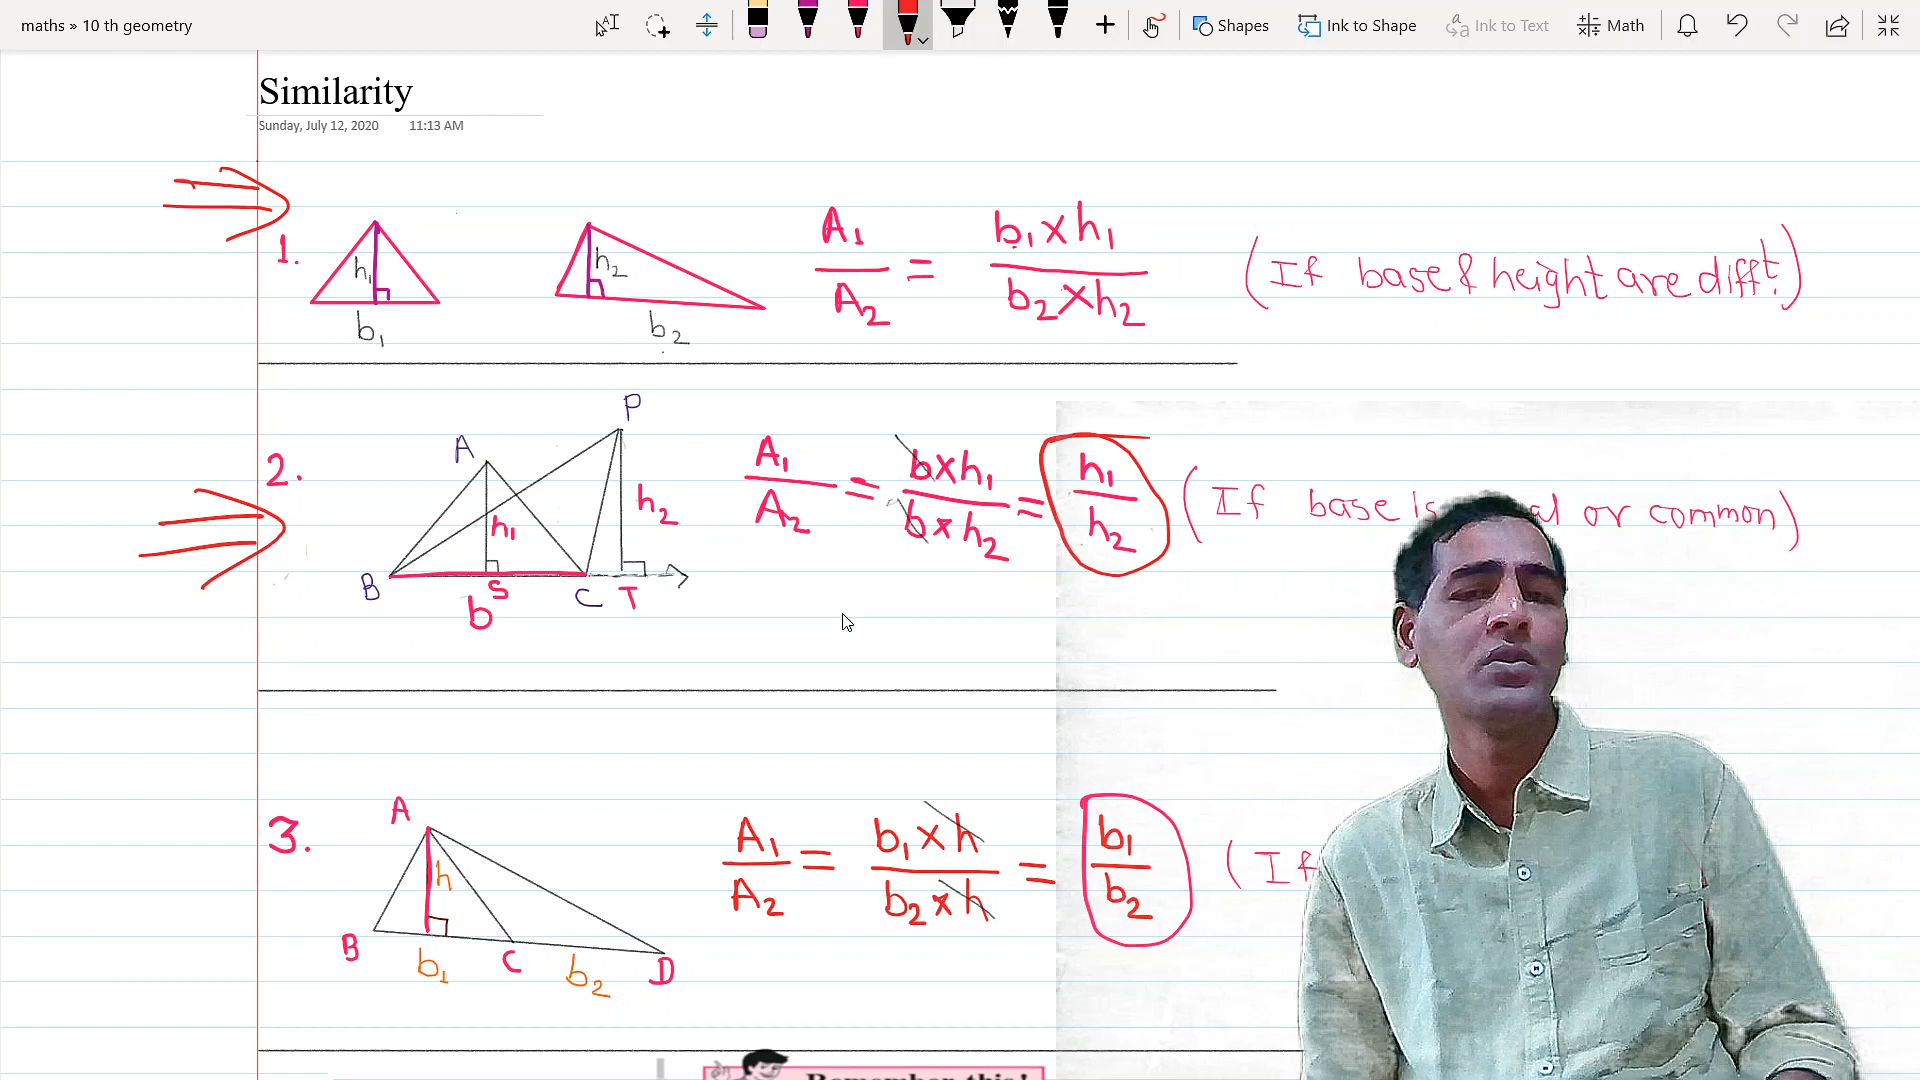 maths » 10 th geometry
Shapes
Ink to Shape
Ink to Text
Math
Similarity
Sunday, July 12, 2020 11:13 AM
1.
h₁
b₁
h₂
b₂
A₁/A₂ = b₁×h₁/b₂×h₂
(If base & height are difft.)
2.
A
P
h₁
h₂
B
S
C
T
b
A₁/A₂ = b×h₁/b×h₂ = h₁/h₂
(If base is or common)
3.
A
h
B
b₁
C
b₂
D
A₁/A₂ = b₁×h/b₂×h = b₁/b₂
(If
Remember this!